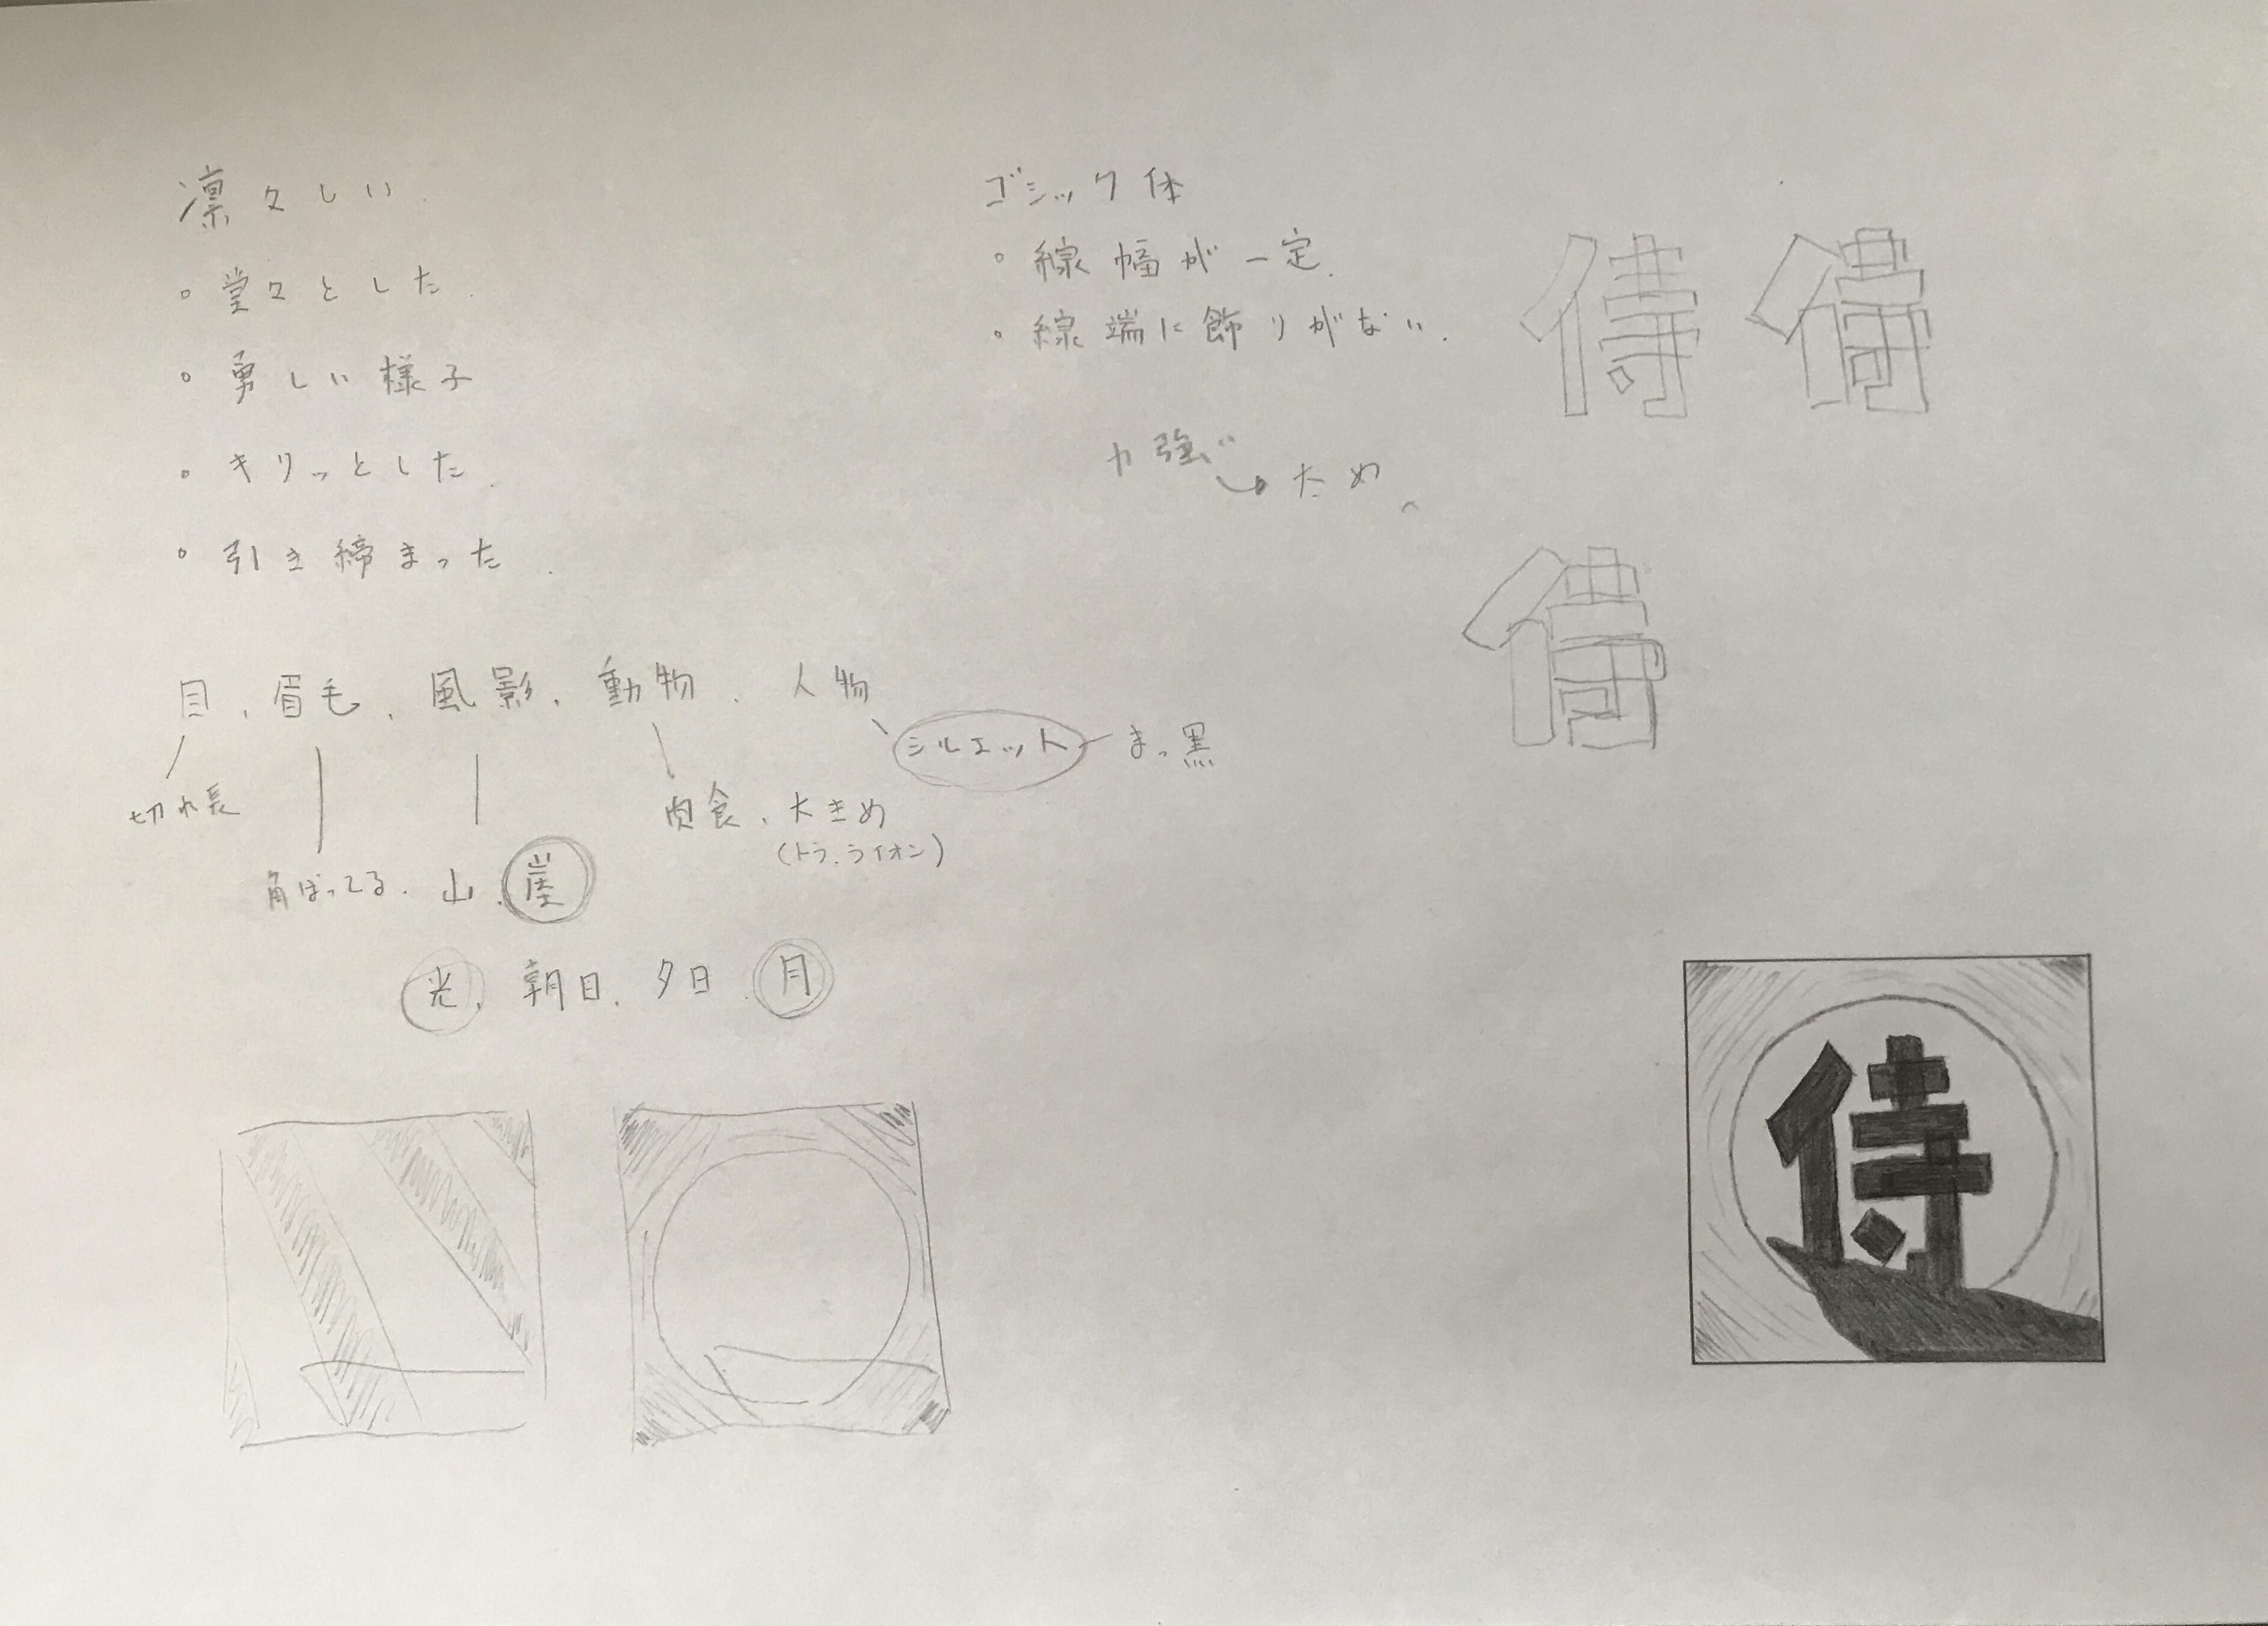 凛々しい.
・堂々とした.
・勇しい様子
・キリっとした.
・引き締まった.
目、眉毛、風影、動物、人物
シルエット
まっ黒
切れ長
肉食、大きめ
(トラ、ライオン)
角ばってる. 山、崖
光、朝日、夕日、月
ゴシック体
・線幅が一定.
・線端に飾りがない.
力強い
→太め
侍 侍
侍
侍